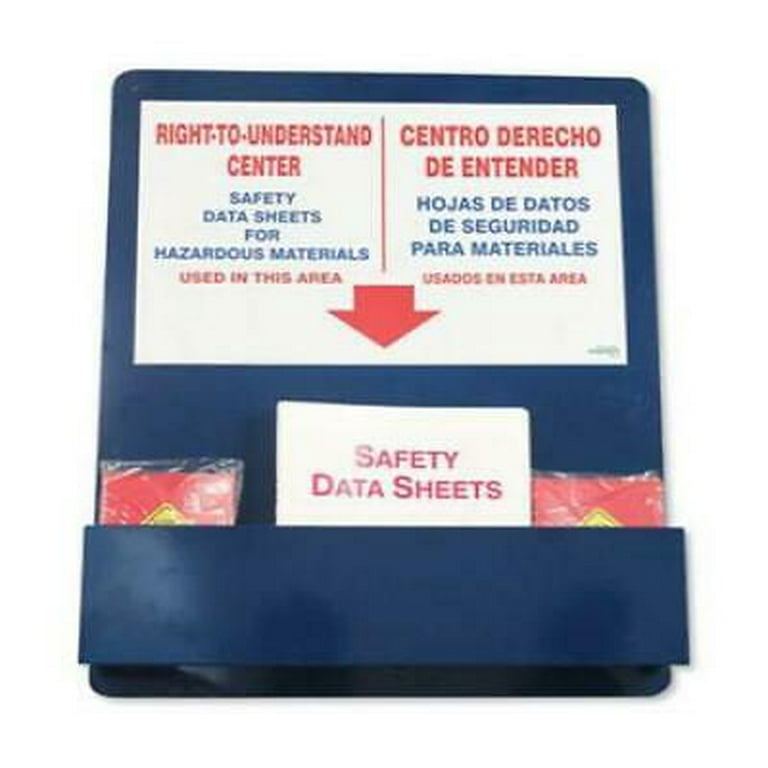 RIGHT-TO-UNDERSTAND
CENTER
SAFETY
DATA SHEETS
FOR
HAZARDOUS MATERIALS
USED IN THIS AREA
CENTRO DERECHO
DE ENTENDER
HOJAS DE DATOS
DE SEGURIDAD
PARA MATERIALES
USADOS EN ESTA AREA
SAFETY
DATA SHEETS